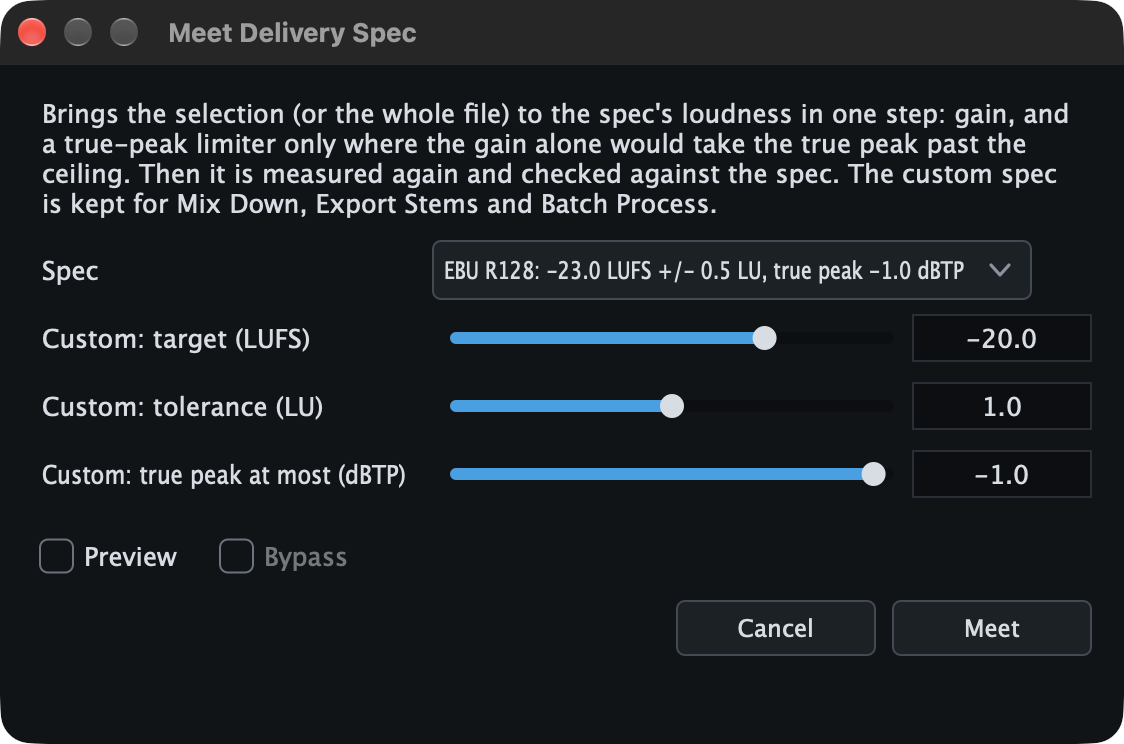 Meet Delivery Spec
Brings the selection (or the whole file) to the spec's loudness in one step: gain, and
a true-peak limiter only where the gain alone would take the true peak past the
ceiling. Then it is measured again and checked against the spec. The custom spec
is kept for Mix Down, Export Stems and Batch Process.
Spec
EBU R128: -23.0 LUFS +/- 0.5 LU, true peak -1.0 dBTP
Custom: target (LUFS)
-20.0
Custom: tolerance (LU)
1.0
Custom: true peak at most (dBTP)
-1.0
Preview
Bypass
Cancel
Meet